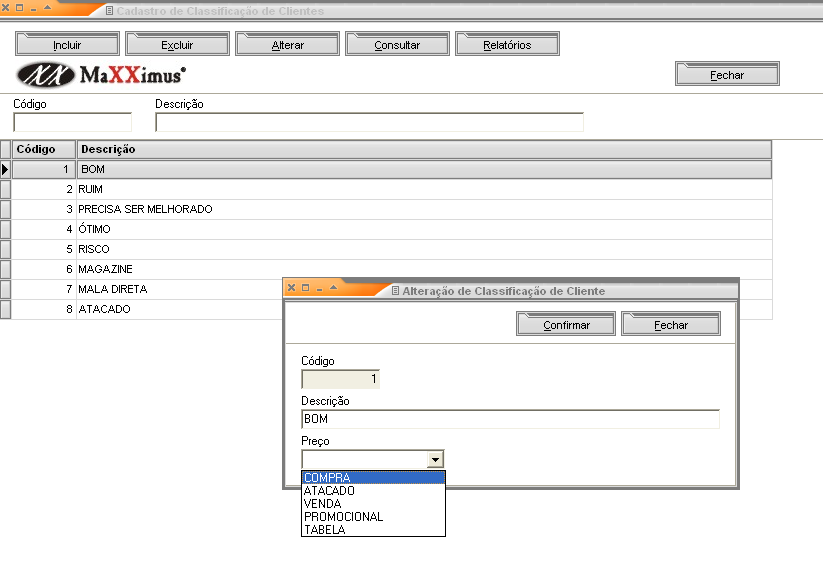 Cadastro de Classificação de Clientes
Incluir Excluir Alterar Consultar Relatórios
MaXXimus
Fechar
Código Descrição
Código Descrição
1 BOM
2 RUIM
3 PRECISA SER MELHORADO
4 ÓTIMO
5 RISCO
6 MAGAZINE
7 MALA DIRETA
8 ATACADO
Alteração de Classificação de Cliente
Confirmar Fechar
Código
1
Descrição
BOM
Preço
COMPRA
ATACADO
VENDA
PROMOCIONAL
TABELA